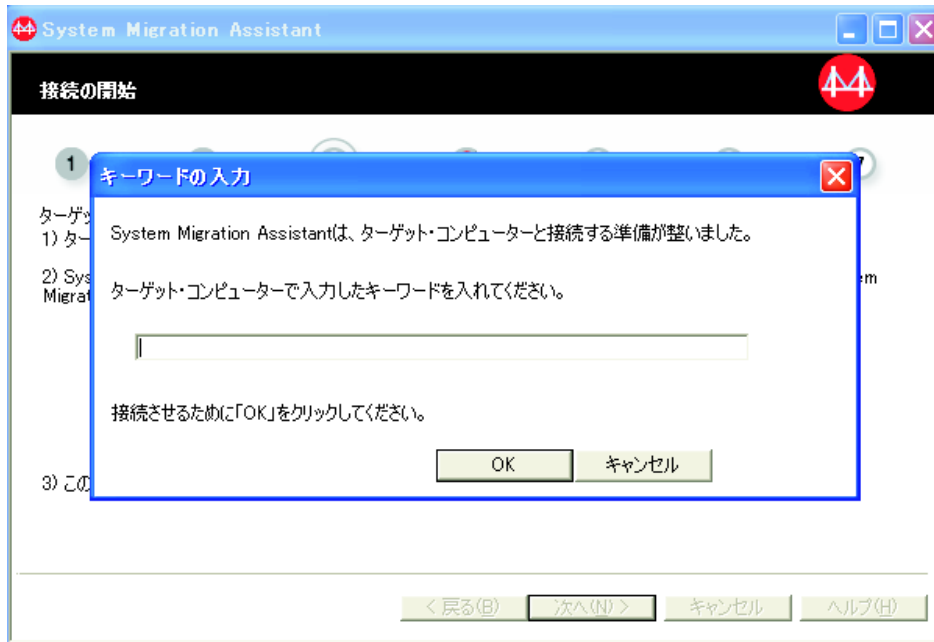 System Migration Assistant
接続の開始
1
7
キーワードの入力
ターゲッ
1) ター
System Migration Assistantは、ターゲット・コンピューターと接続する準備が整いました。
2) Sys
em
Migrat
ターゲット・コンピューターで入力したキーワードを入れてください。
接続させるために「OK」をクリックしてください。
OK
キャンセル
3) この
< 戻る(B)
次へ(N) >
キャンセル
ヘルプ(H)